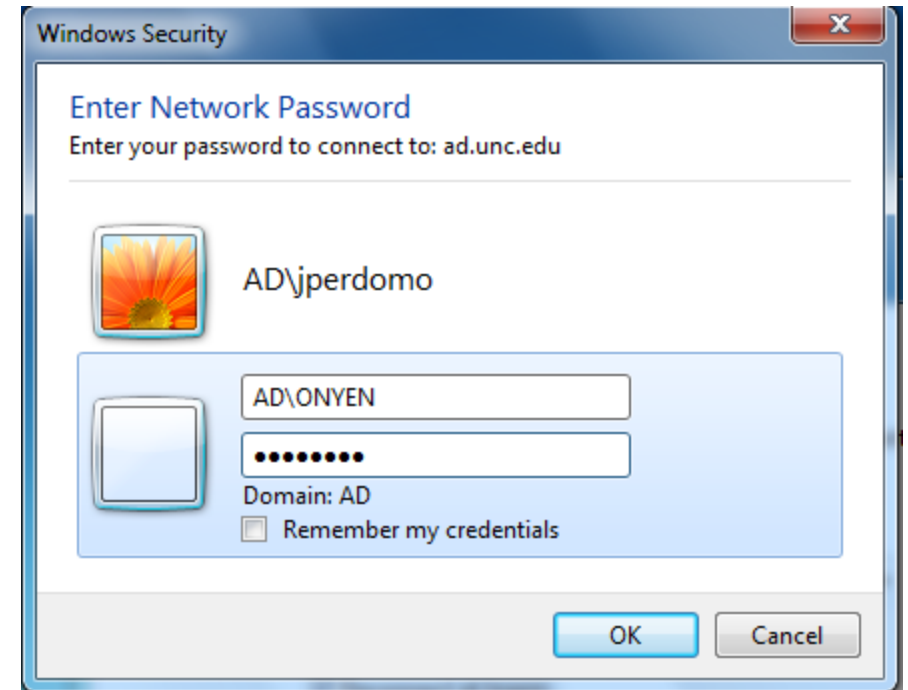 Windows Security
Enter Network Password
Enter your password to connect to: ad.unc.edu
AD\jperdomo
AD\ONYEN
●●●●●●●●
Domain: AD
Remember my credentials
OK
Cancel